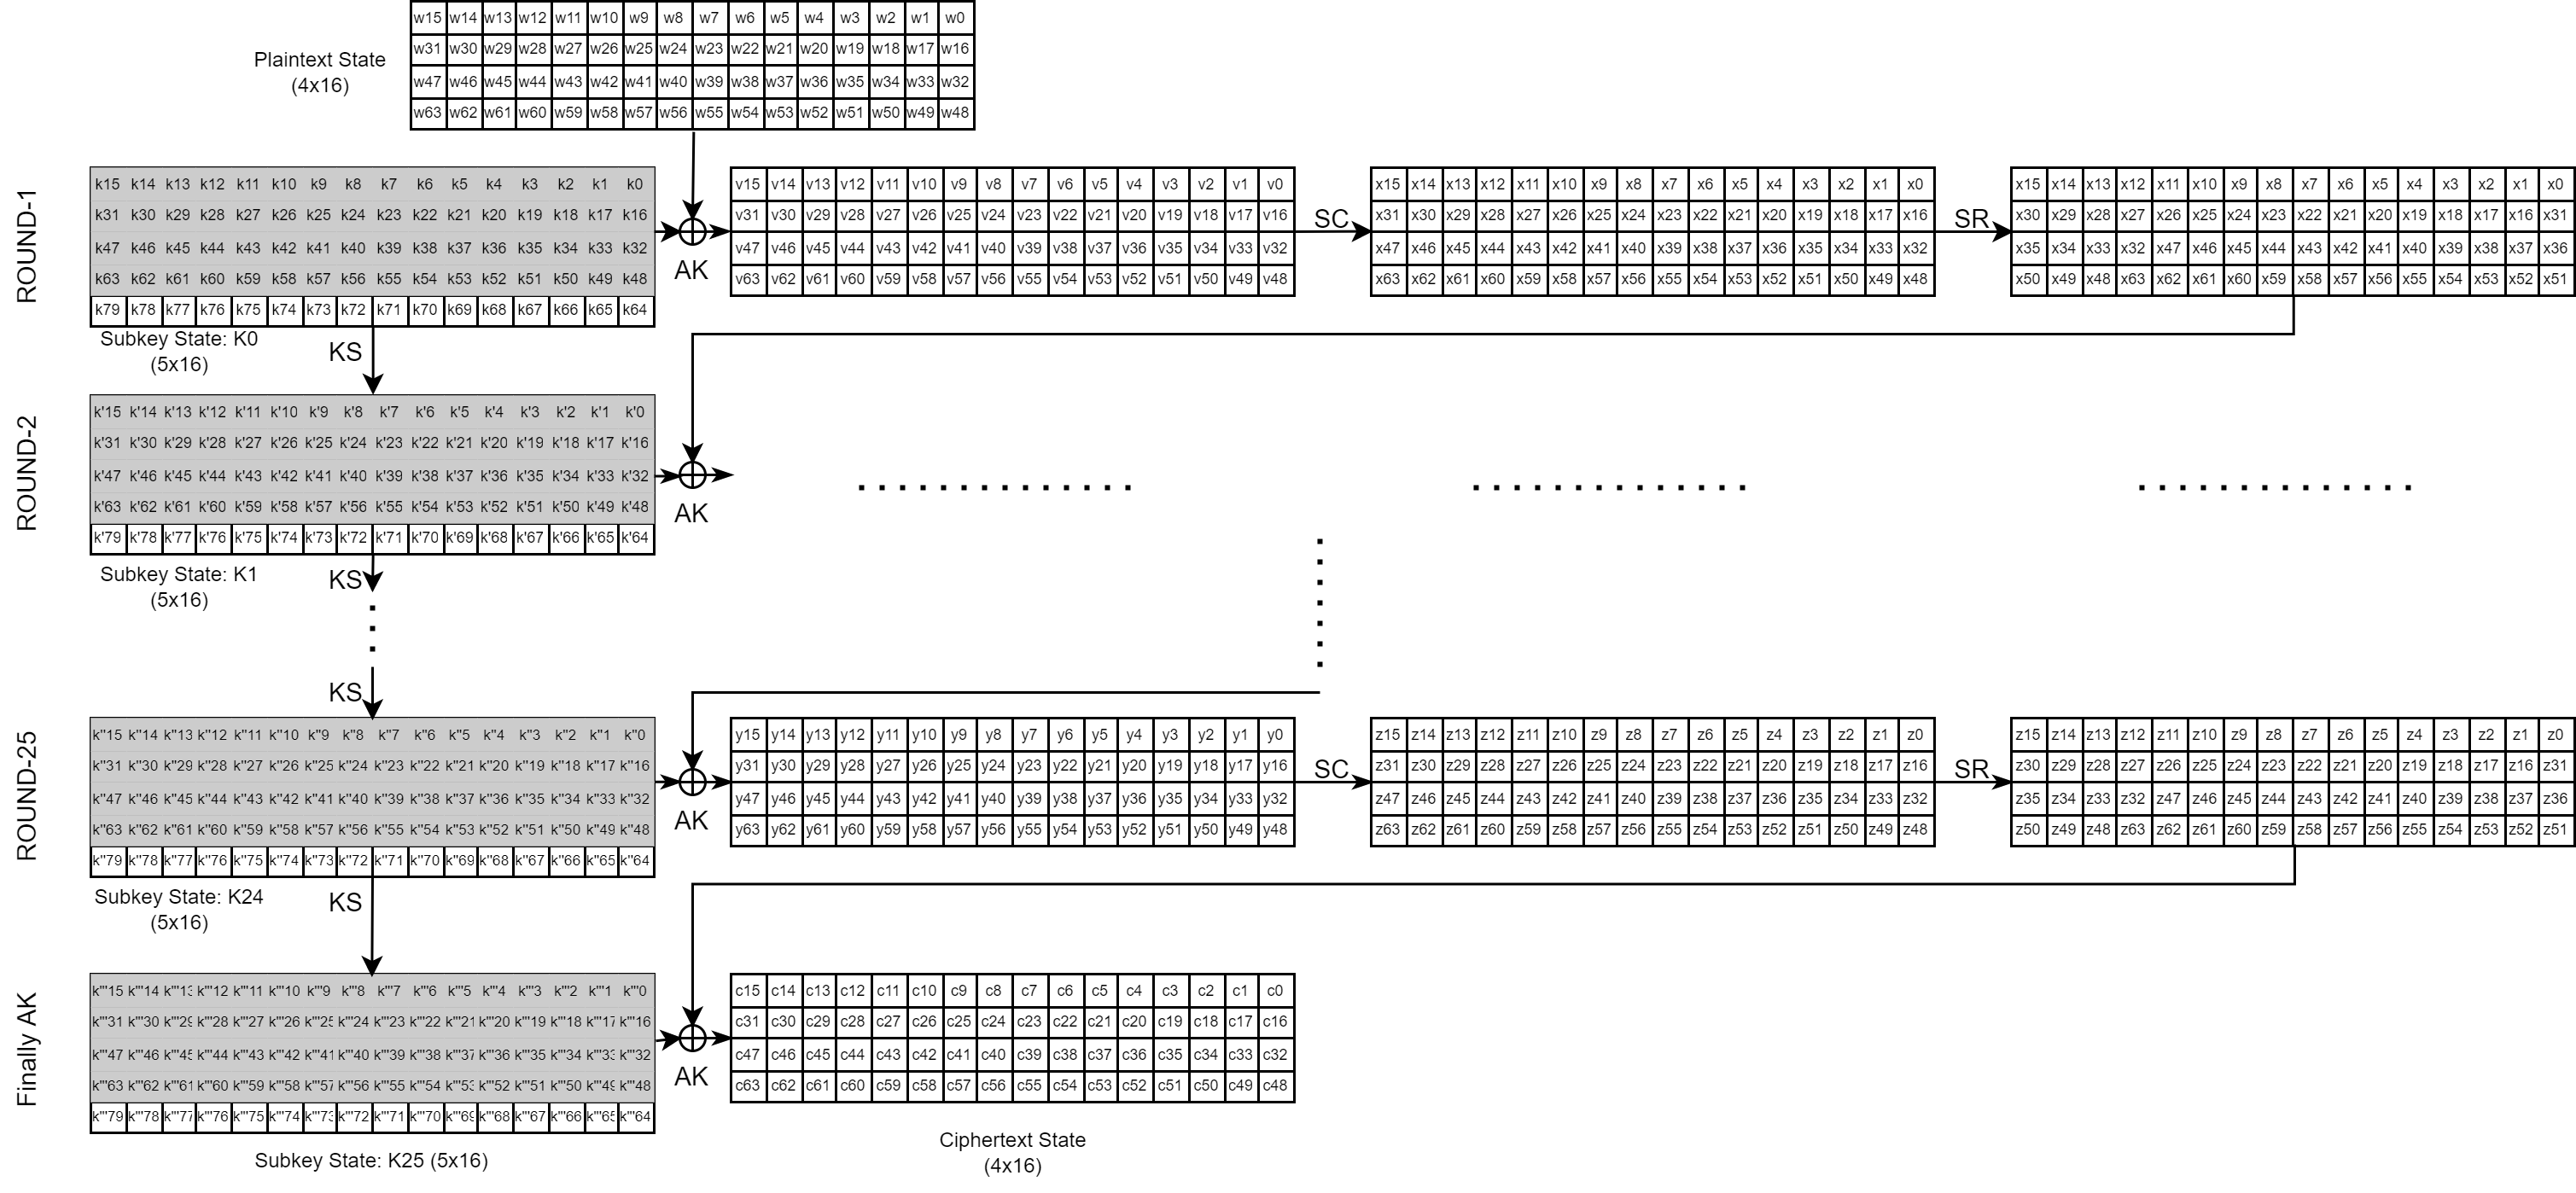 Plaintext State
(4x16)
w15 w14 w13 w12 w11 w10 w9 w8 w7 w6 w5 w4 w3 w2 w1 w0
w31 w30 w29 w28 w27 w26 w25 w24 w23 w22 w21 w20 w19 w18 w17 w16
w47 w46 w45 w44 w43 w42 w41 w40 w39 w38 w37 w36 w35 w34 w33 w32
w63 w62 w61 w60 w59 w58 w57 w56 w55 w54 w53 w52 w51 w50 w49 w48
ROUND-1
k15 k14 k13 k12 k11 k10 k9 k8 k7 k6 k5 k4 k3 k2 k1 k0
k31 k30 k29 k28 k27 k26 k25 k24 k23 k22 k21 k20 k19 k18 k17 k16
k47 k46 k45 k44 k43 k42 k41 k40 k39 k38 k37 k36 k35 k34 k33 k32
k63 k62 k61 k60 k59 k58 k57 k56 k55 k54 k53 k52 k51 k50 k49 k48
k79 k78 k77 k76 k75 k74 k73 k72 k71 k70 k69 k68 k67 k66 k65 k64
Subkey State: K0
(5x16)
KS
AK
v15 v14 v13 v12 v11 v10 v9 v8 v7 v6 v5 v4 v3 v2 v1 v0
v31 v30 v29 v28 v27 v26 v25 v24 v23 v22 v21 v20 v19 v18 v17 v16
v47 v46 v45 v44 v43 v42 v41 v40 v39 v38 v37 v36 v35 v34 v33 v32
v63 v62 v61 v60 v59 v58 v57 v56 v55 v54 v53 v52 v51 v50 v49 v48
SC
x15 x14 x13 x12 x11 x10 x9 x8 x7 x6 x5 x4 x3 x2 x1 x0
x31 x30 x29 x28 x27 x26 x25 x24 x23 x22 x21 x20 x19 x18 x17 x16
x47 x46 x45 x44 x43 x42 x41 x40 x39 x38 x37 x36 x35 x34 x33 x32
x63 x62 x61 x60 x59 x58 x57 x56 x55 x54 x53 x52 x51 x50 x49 x48
SR
x15 x14 x13 x12 x11 x10 x9 x8 x7 x6 x5 x4 x3 x2 x1 x0
x30 x29 x28 x27 x26 x25 x24 x23 x22 x21 x20 x19 x18 x17 x16 x31
x35 x34 x33 x32 x47 x46 x45 x44 x43 x42 x41 x40 x39 x38 x37 x36
x50 x49 x48 x63 x62 x61 x60 x59 x58 x57 x56 x55 x54 x53 x52 x51
ROUND-2
k'15 k'14 k'13 k'12 k'11 k'10 k'9 k'8 k'7 k'6 k'5 k'4 k'3 k'2 k'1 k'0
k'31 k'30 k'29 k'28 k'27 k'26 k'25 k'24 k'23 k'22 k'21 k'20 k'19 k'18 k'17 k'16
k'47 k'46 k'45 k'44 k'43 k'42 k'41 k'40 k'39 k'38 k'37 k'36 k'35 k'34 k'33 k'32
k'63 k'62 k'61 k'60 k'59 k'58 k'57 k'56 k'55 k'54 k'53 k'52 k'51 k'50 k'49 k'48
k'79 k'78 k'77 k'76 k'75 k'74 k'73 k'72 k'71 k'70 k'69 k'68 k'67 k'66 k'65 k'64
Subkey State: K1
(5x16)
KS
AK
KS
ROUND-25
k''15 k''14 k''13 k''12 k''11 k''10 k''9 k''8 k''7 k''6 k''5 k''4 k''3 k''2 k''1 k''0
k''31 k''30 k''29 k''28 k''27 k''26 k''25 k''24 k''23 k''22 k''21 k''20 k''19 k''18 k''17 k''16
k''47 k''46 k''45 k''44 k''43 k''42 k''41 k''40 k''39 k''38 k''37 k''36 k''35 k''34 k''33 k''32
k''63 k''62 k''61 k''60 k''59 k''58 k''57 k''56 k''55 k''54 k''53 k''52 k''51 k''50 k''49 k''48
k''79 k''78 k''77 k''76 k''75 k''74 k''73 k''72 k''71 k''70 k''69 k''68 k''67 k''66 k''65 k''64
Subkey State: K24
(5x16)
KS
AK
y15 y14 y13 y12 y11 y10 y9 y8 y7 y6 y5 y4 y3 y2 y1 y0
y31 y30 y29 y28 y27 y26 y25 y24 y23 y22 y21 y20 y19 y18 y17 y16
y47 y46 y45 y44 y43 y42 y41 y40 y39 y38 y37 y36 y35 y34 y33 y32
y63 y62 y61 y60 y59 y58 y57 y56 y55 y54 y53 y52 y51 y50 y49 y48
SC
z15 z14 z13 z12 z11 z10 z9 z8 z7 z6 z5 z4 z3 z2 z1 z0
z31 z30 z29 z28 z27 z26 z25 z24 z23 z22 z21 z20 z19 z18 z17 z16
z47 z46 z45 z44 z43 z42 z41 z40 z39 z38 z37 z36 z35 z34 z33 z32
z63 z62 z61 z60 z59 z58 z57 z56 z55 z54 z53 z52 z51 z50 z49 z48
SR
z15 z14 z13 z12 z11 z10 z9 z8 z7 z6 z5 z4 z3 z2 z1 z0
z30 z29 z28 z27 z26 z25 z24 z23 z22 z21 z20 z19 z18 z17 z16 z31
z35 z34 z33 z32 z47 z46 z45 z44 z43 z42 z41 z40 z39 z38 z37 z36
z50 z49 z48 z63 z62 z61 z60 z59 z58 z57 z56 z55 z54 z53 z52 z51
Finally AK
k'''15 k'''14 k'''13 k'''12 k'''11 k'''10 k'''9 k'''8 k'''7 k'''6 k'''5 k'''4 k'''3 k'''2 k'''1 k'''0
k'''31 k'''30 k'''29 k'''28 k'''27 k'''26 k'''25 k'''24 k'''23 k'''22 k'''21 k'''20 k'''19 k'''18 k'''17 k'''16
k'''47 k'''46 k'''45 k'''44 k'''43 k'''42 k'''41 k'''40 k'''39 k'''38 k'''37 k'''36 k'''35 k'''34 k'''33 k'''32
k'''63 k'''62 k'''61 k'''60 k'''59 k'''58 k'''57 k'''56 k'''55 k'''54 k'''53 k'''52 k'''51 k'''50 k'''49 k'''48
k'''79 k'''78 k'''77 k'''76 k'''75 k'''74 k'''73 k'''72 k'''71 k'''70 k'''69 k'''68 k'''67 k'''66 k'''65 k'''64
Subkey State: K25 (5x16)
AK
c15 c14 c13 c12 c11 c10 c9 c8 c7 c6 c5 c4 c3 c2 c1 c0
c31 c30 c29 c28 c27 c26 c25 c24 c23 c22 c21 c20 c19 c18 c17 c16
c47 c46 c45 c44 c43 c42 c41 c40 c39 c38 c37 c36 c35 c34 c33 c32
c63 c62 c61 c60 c59 c58 c57 c56 c55 c54 c53 c52 c51 c50 c49 c48
Ciphertext State
(4x16)